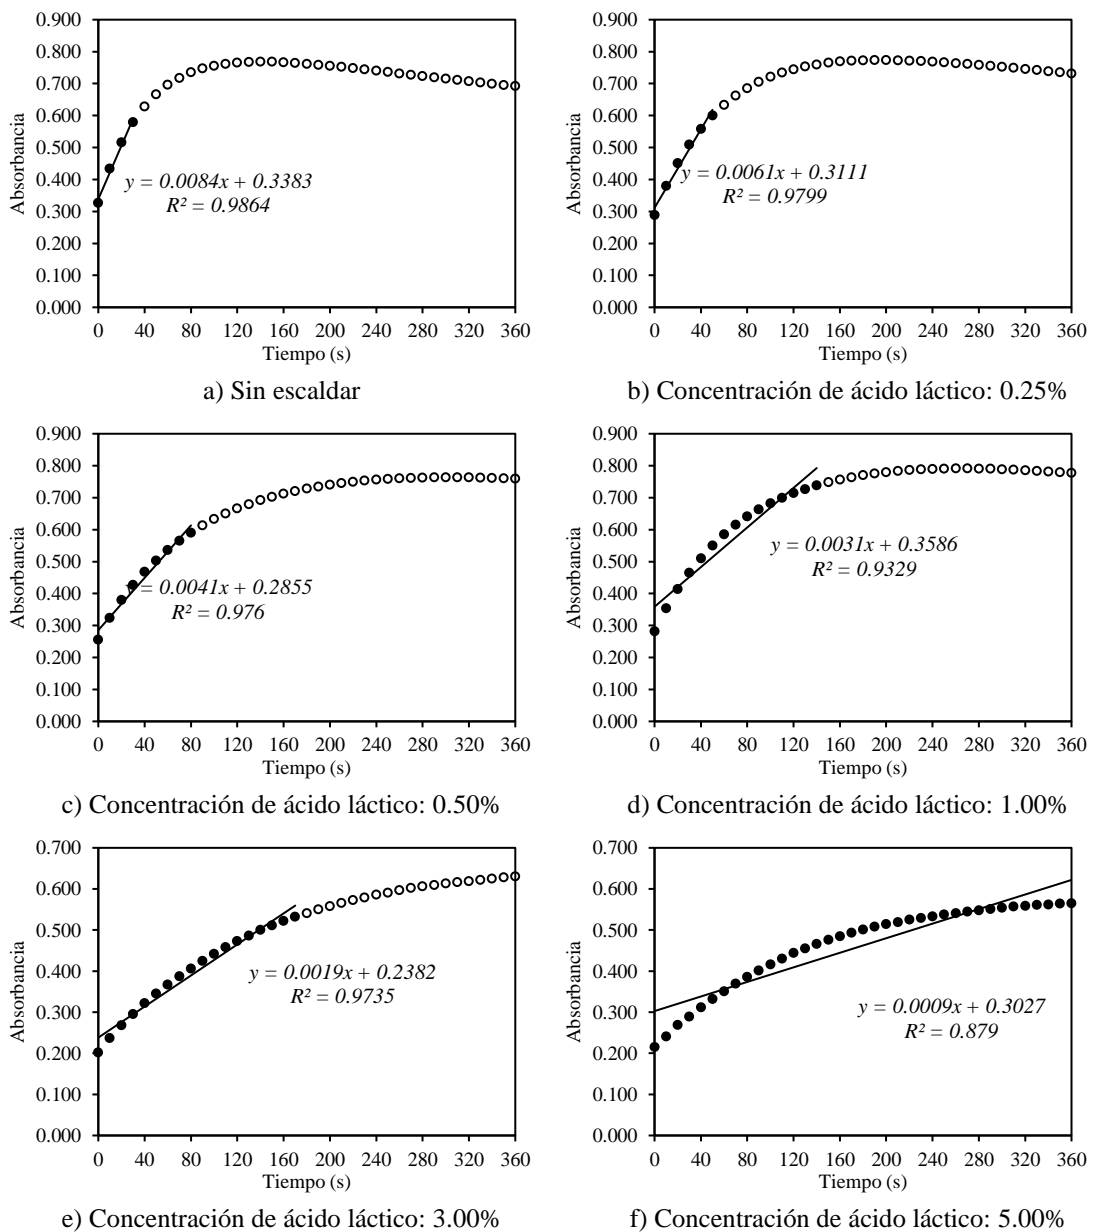 0.900
0.800
0.700
0.600
0.500
0.400
0.300
0.200
0.100
0.000
Absorbancia
y = 0.0084x + 0.3383
R² = 0.9864
0 40 80 120 160 200 240 280 320 360
Tiempo (s)
a) Sin escaldar
0.900
0.800
0.700
0.600
0.500
0.400
0.300
0.200
0.100
0.000
Absorbancia
y = 0.0061x + 0.3111
R² = 0.9799
0 40 80 120 160 200 240 280 320 360
Tiempo (s)
b) Concentración de ácido láctico: 0.25%
0.900
0.800
0.700
0.600
0.500
0.400
0.300
0.200
0.100
0.000
Absorbancia
y = 0.0041x + 0.2855
R² = 0.976
0 40 80 120 160 200 240 280 320 360
Tiempo (s)
c) Concentración de ácido láctico: 0.50%
0.900
0.800
0.700
0.600
0.500
0.400
0.300
0.200
0.100
0.000
Absorbancia
y = 0.0031x + 0.3586
R² = 0.9329
0 40 80 120 160 200 240 280 320 360
Tiempo (s)
d) Concentración de ácido láctico: 1.00%
0.700
0.600
0.500
0.400
0.300
0.200
0.100
0.000
Absorbancia
y = 0.0019x + 0.2382
R² = 0.9735
0 40 80 120 160 200 240 280 320 360
Tiempo (s)
e) Concentración de ácido láctico: 3.00%
0.700
0.600
0.500
0.400
0.300
0.200
0.100
0.000
Absorbancia
y = 0.0009x + 0.3027
R² = 0.879
0 40 80 120 160 200 240 280 320 360
Tiempo (s)
f) Concentración de ácido láctico: 5.00%